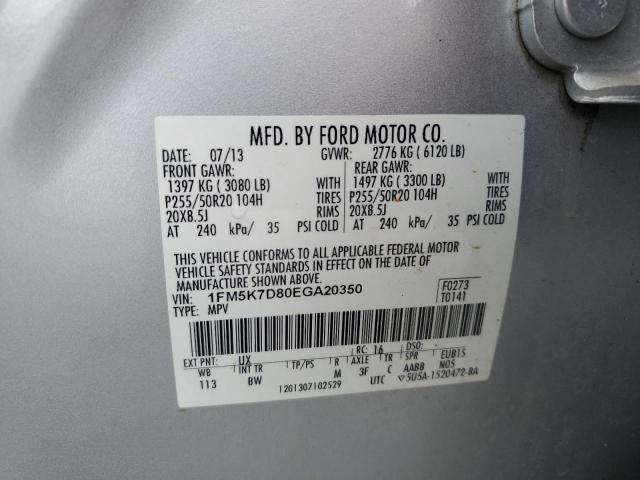 MFD. BY FORD MOTOR CO.
DATE: 07/13 GVWR: 2776 KG ( 6120 LB)
FRONT GAWR: REAR GAWR:
1397 KG ( 3080 LB) WITH 1497 KG ( 3300 LB) WITH
P255/50R20 104H TIRES P255/50R20 104H TIRES
20X8.5J RIMS 20X8.5J RIMS
AT 240 kPa/ 35 PSI COLD AT 240 kPa/ 35 PSI COLD
THIS VEHICLE CONFORMS TO ALL APPLICABLE FEDERAL MOTOR
VEHICLE SAFETY STANDARDS IN EFFECT ON THE DATE OF
MANUFACTURE SHOWN ABOVE.
VIN: 1FM5K7D80EGA20350 F0273
TYPE: MPV T0141
EXT PNT: UX RC: 16 DSO:
WB INT TR TP/PS R AXLE TR SPR EUB1S
113 BW M 3F C AABB N05
1201307102529 UTC ▽5U5A-1520472-BA